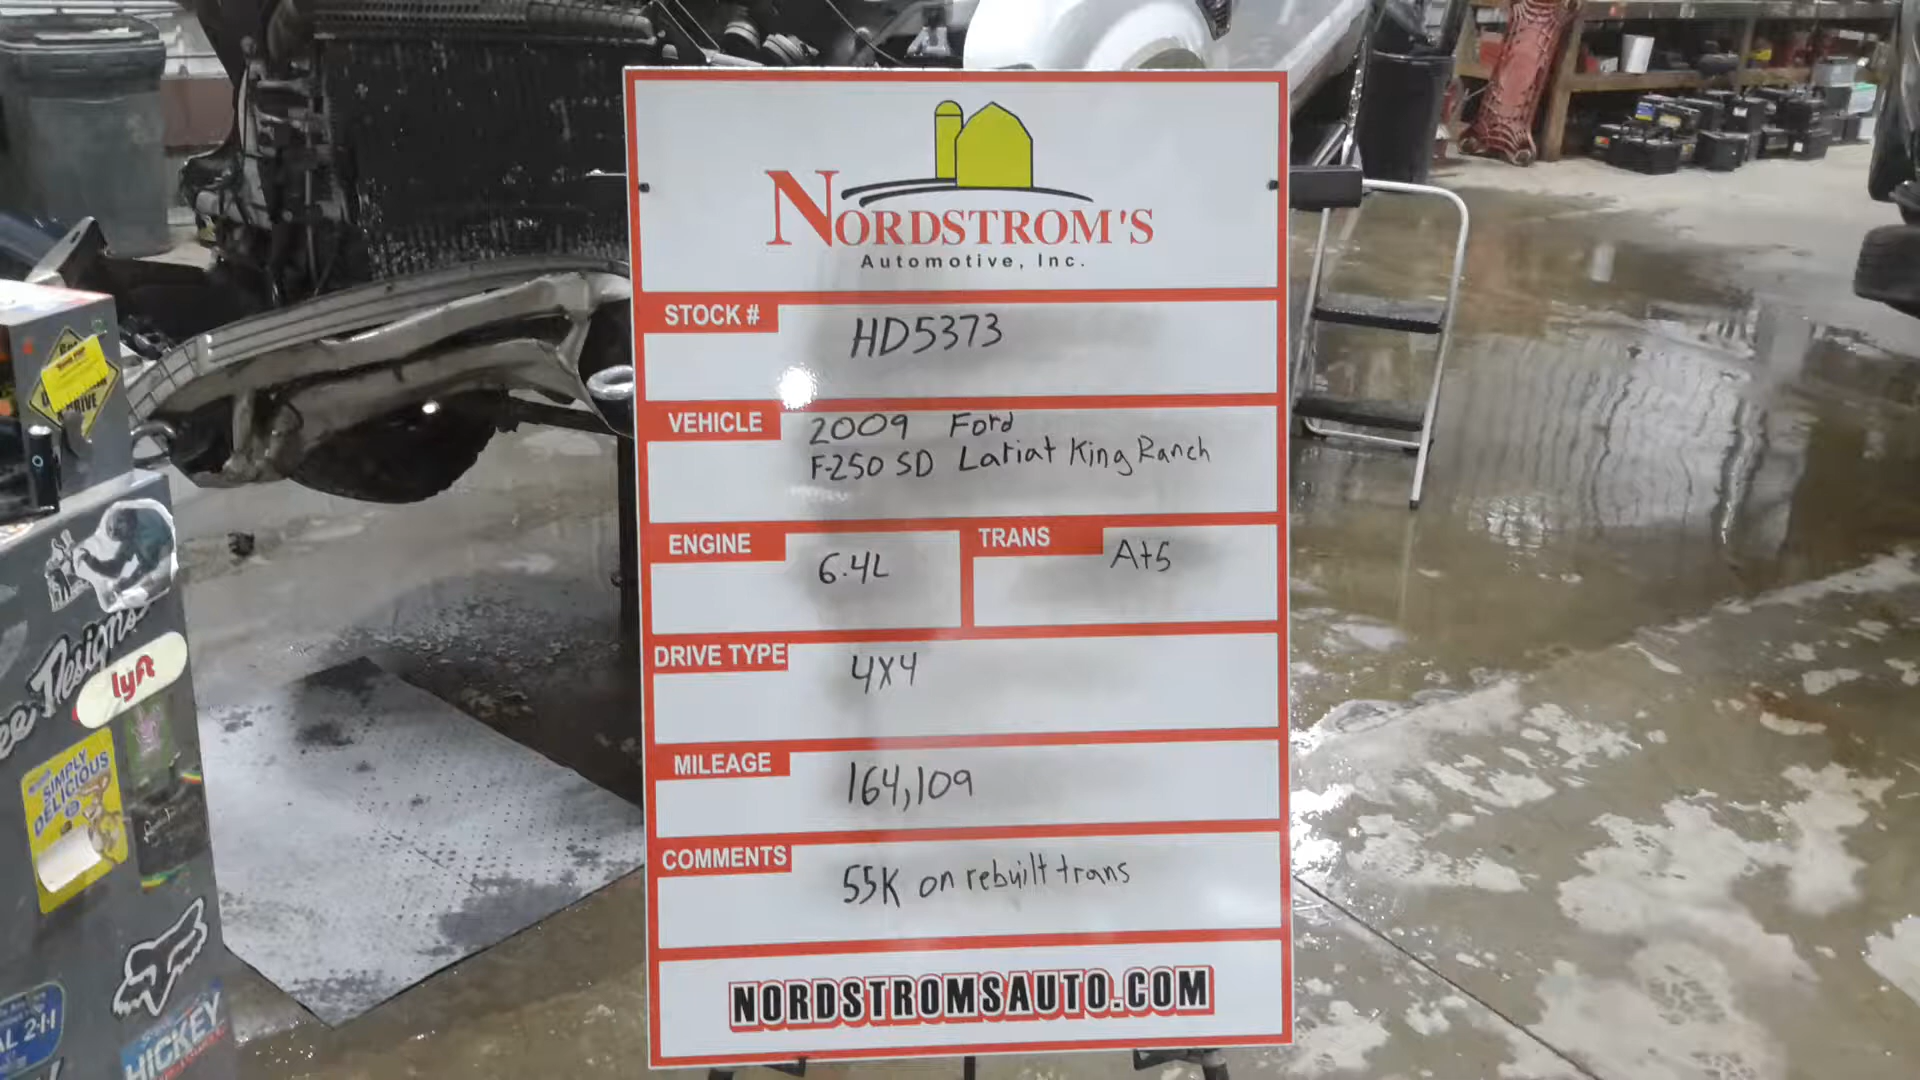 NORDSTROM'S
Automotive, Inc.
STOCK #
HD5373
VEHICLE
2009 Ford
F-250 SD Lariat King Ranch
ENGINE
6.4L
TRANS
At5
DRIVE TYPE
4X4
MILEAGE
164,109
COMMENTS
55K on rebuilt trans
NORDSTROMSAUTO.COM
Designs
lyft
SIMPLY
DELICIOUS
HICKEY